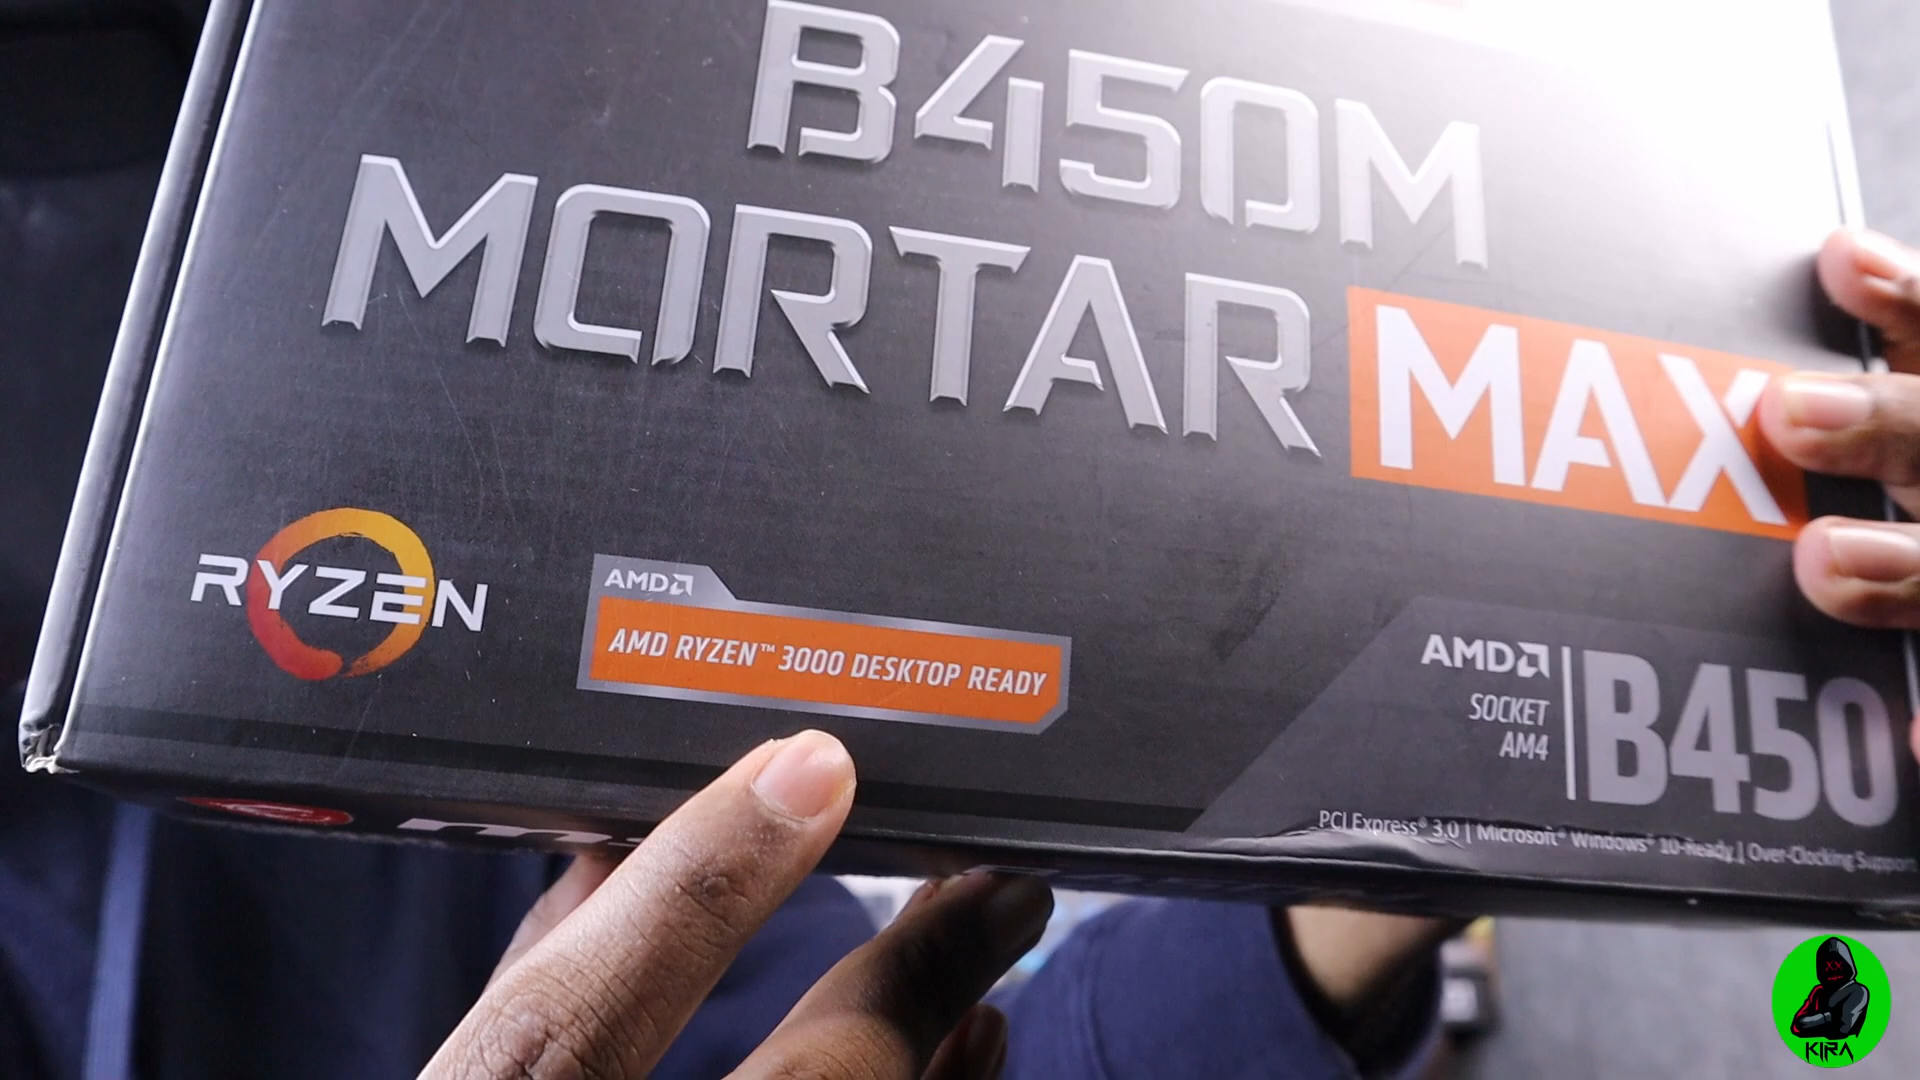 B450M
MORTAR MAX
RYZEN
AMD
AMD RYZEN™ 3000 DESKTOP READY
AMD
SOCKET
AM4
B450
PCI Express® 3.0 | Microsoft® Windows® 10-Ready | Over-Clocking Support
KIRA